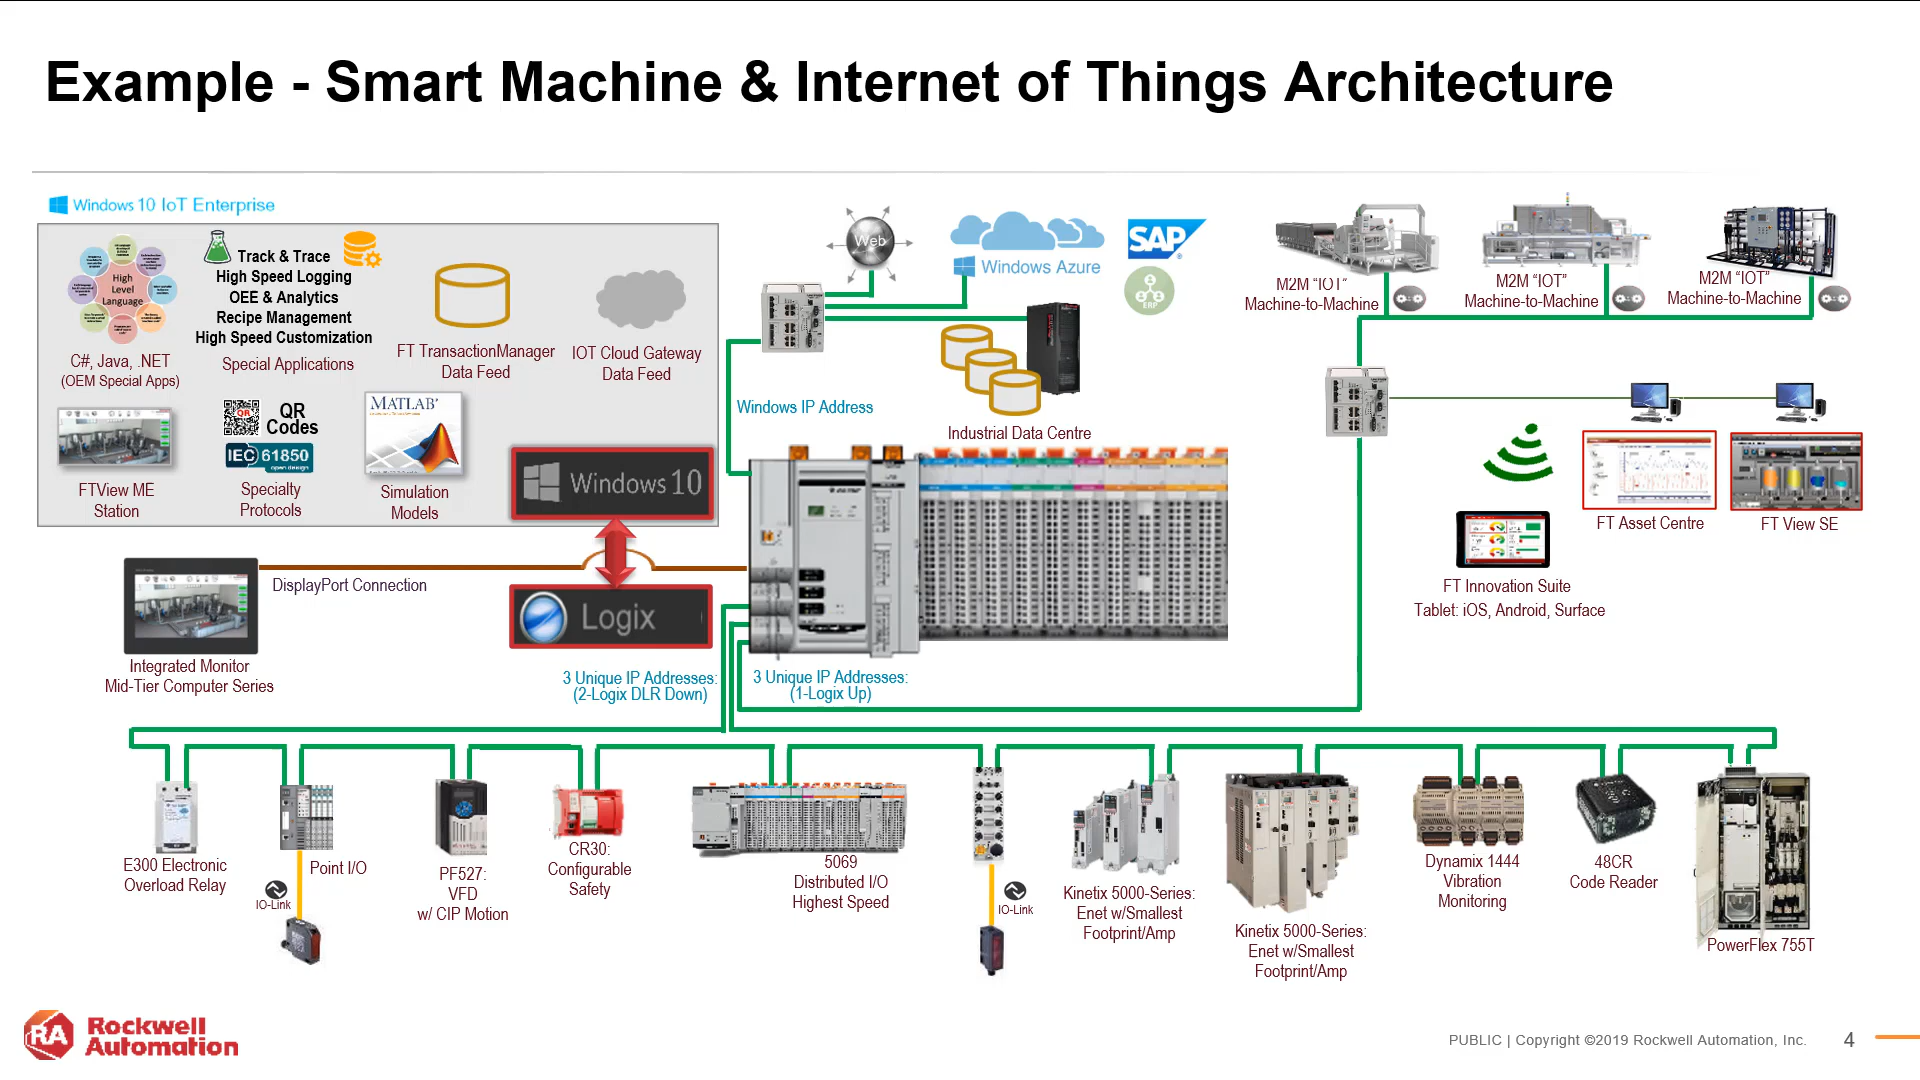 Example - Smart Machine & Internet of Things Architecture
Windows 10 IoT Enterprise
High
Level
Language
C#, Java, .NET
(OEM Special Apps)
Track & Trace
High Speed Logging
OEE & Analytics
Recipe Management
High Speed Customization
Special Applications
FT TransactionManager
Data Feed
IOT Cloud Gateway
Data Feed
FTView ME
Station
QR
QR
Codes
IEC 61850
open design
Specialty
Protocols
MATLAB
Simulation
Models
Windows 10
Logix
DisplayPort Connection
Integrated Monitor
Mid-Tier Computer Series
Web
Windows Azure
SAP
ERP
Windows IP Address
Industrial Data Centre
M2M "IOT"
Machine-to-Machine
M2M “IOT”
Machine-to-Machine
M2M “IOT”
Machine-to-Machine
FT Asset Centre
FT View SE
FT Innovation Suite
Tablet: iOS, Android, Surface
3 Unique IP Addresses:
(2-Logix DLR Down)
3 Unique IP Addresses:
(1-Logix Up)
E300 Electronic
Overload Relay
Point I/O
IO-Link
PF527:
VFD
w/ CIP Motion
CR30:
Configurable
Safety
5069
Distributed I/O
Highest Speed
IO-Link
Kinetix 5000-Series:
Enet w/Smallest
Footprint/Amp
Kinetix 5000-Series:
Enet w/Smallest
Footprint/Amp
Dynamix 1444
Vibration
Monitoring
48CR
Code Reader
PowerFlex 755T
RA
Rockwell
Automation
PUBLIC | Copyright ©2019 Rockwell Automation, Inc.
4